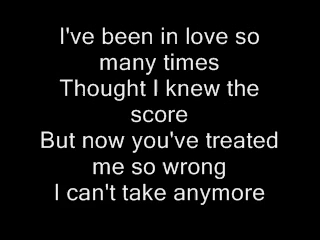 I've been in love so
many times
Thought I knew the
score
But now you've treated
me so wrong
I can't take anymore